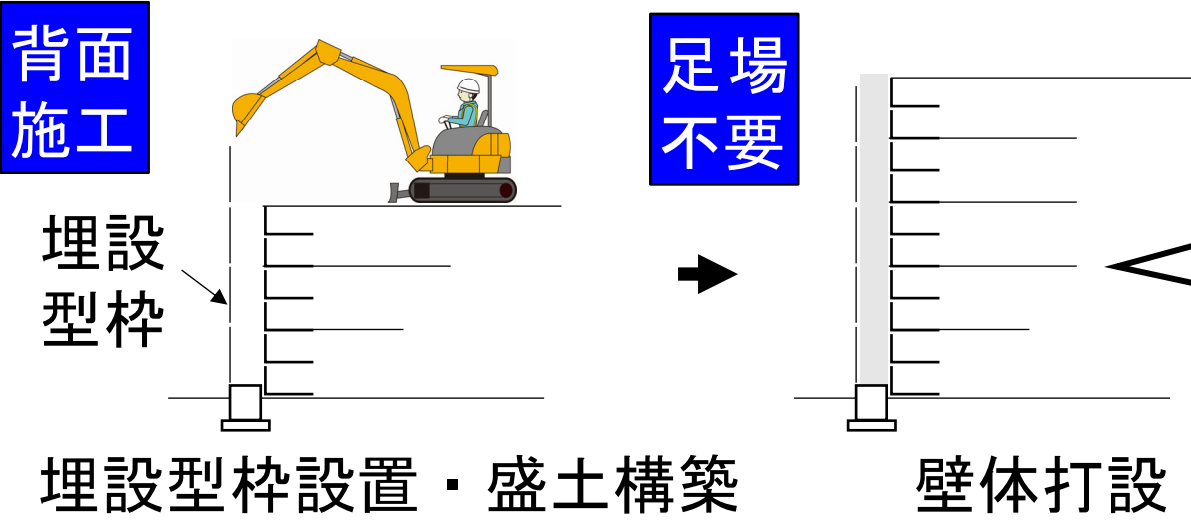 背面
施工
足場
不要
埋設
型枠
埋設型枠設置・盛土構築
壁体打設